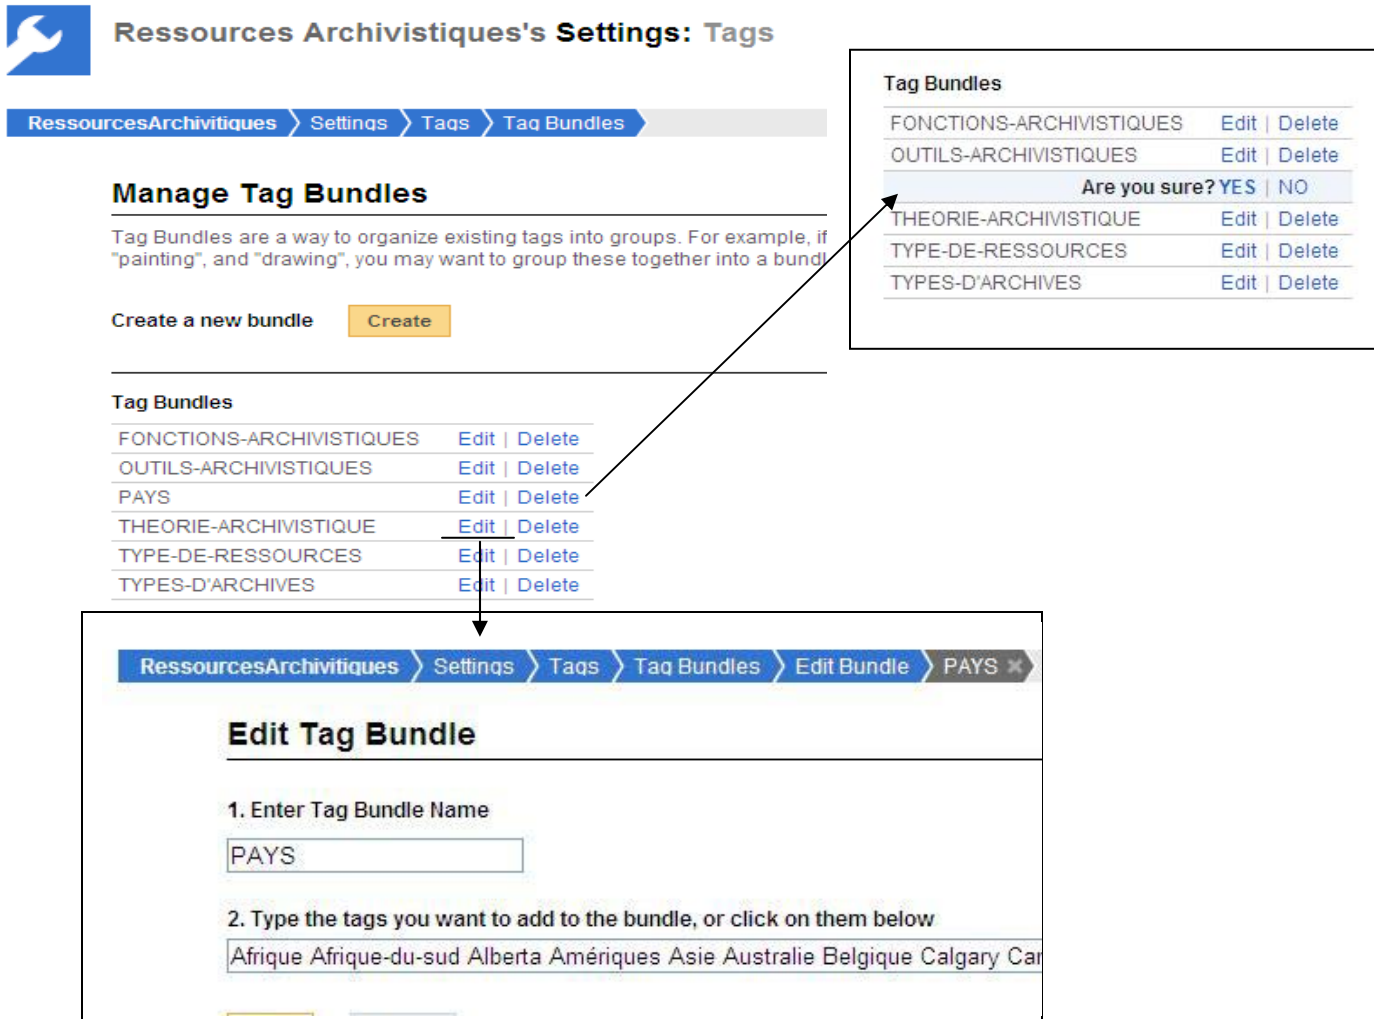 Ressources Archivistiques's Settings: Tags
RessourcesArchivitiques Settings Tags Tag Bundles
Manage Tag Bundles
Tag Bundles are a way to organize existing tags into groups. For example, if
"painting", and "drawing", you may want to group these together into a bundl
Create a new bundle Create
Tag Bundles
FONCTIONS-ARCHIVISTIQUES Edit | Delete
OUTILS-ARCHIVISTIQUES Edit | Delete
PAYS Edit | Delete
THEORIE-ARCHIVISTIQUE Edit | Delete
TYPE-DE-RESSOURCES Edit | Delete
TYPES-D'ARCHIVES Edit | Delete
Tag Bundles
FONCTIONS-ARCHIVISTIQUES Edit | Delete
OUTILS-ARCHIVISTIQUES Edit | Delete
Are you sure? YES | NO
THEORIE-ARCHIVISTIQUE Edit | Delete
TYPE-DE-RESSOURCES Edit | Delete
TYPES-D'ARCHIVES Edit | Delete
RessourcesArchivitiques Settings Tags Tag Bundles Edit Bundle PAYS ×
Edit Tag Bundle
1. Enter Tag Bundle Name
PAYS
2. Type the tags you want to add to the bundle, or click on them below
Afrique Afrique-du-sud Alberta Amériques Asie Australie Belgique Calgary Car